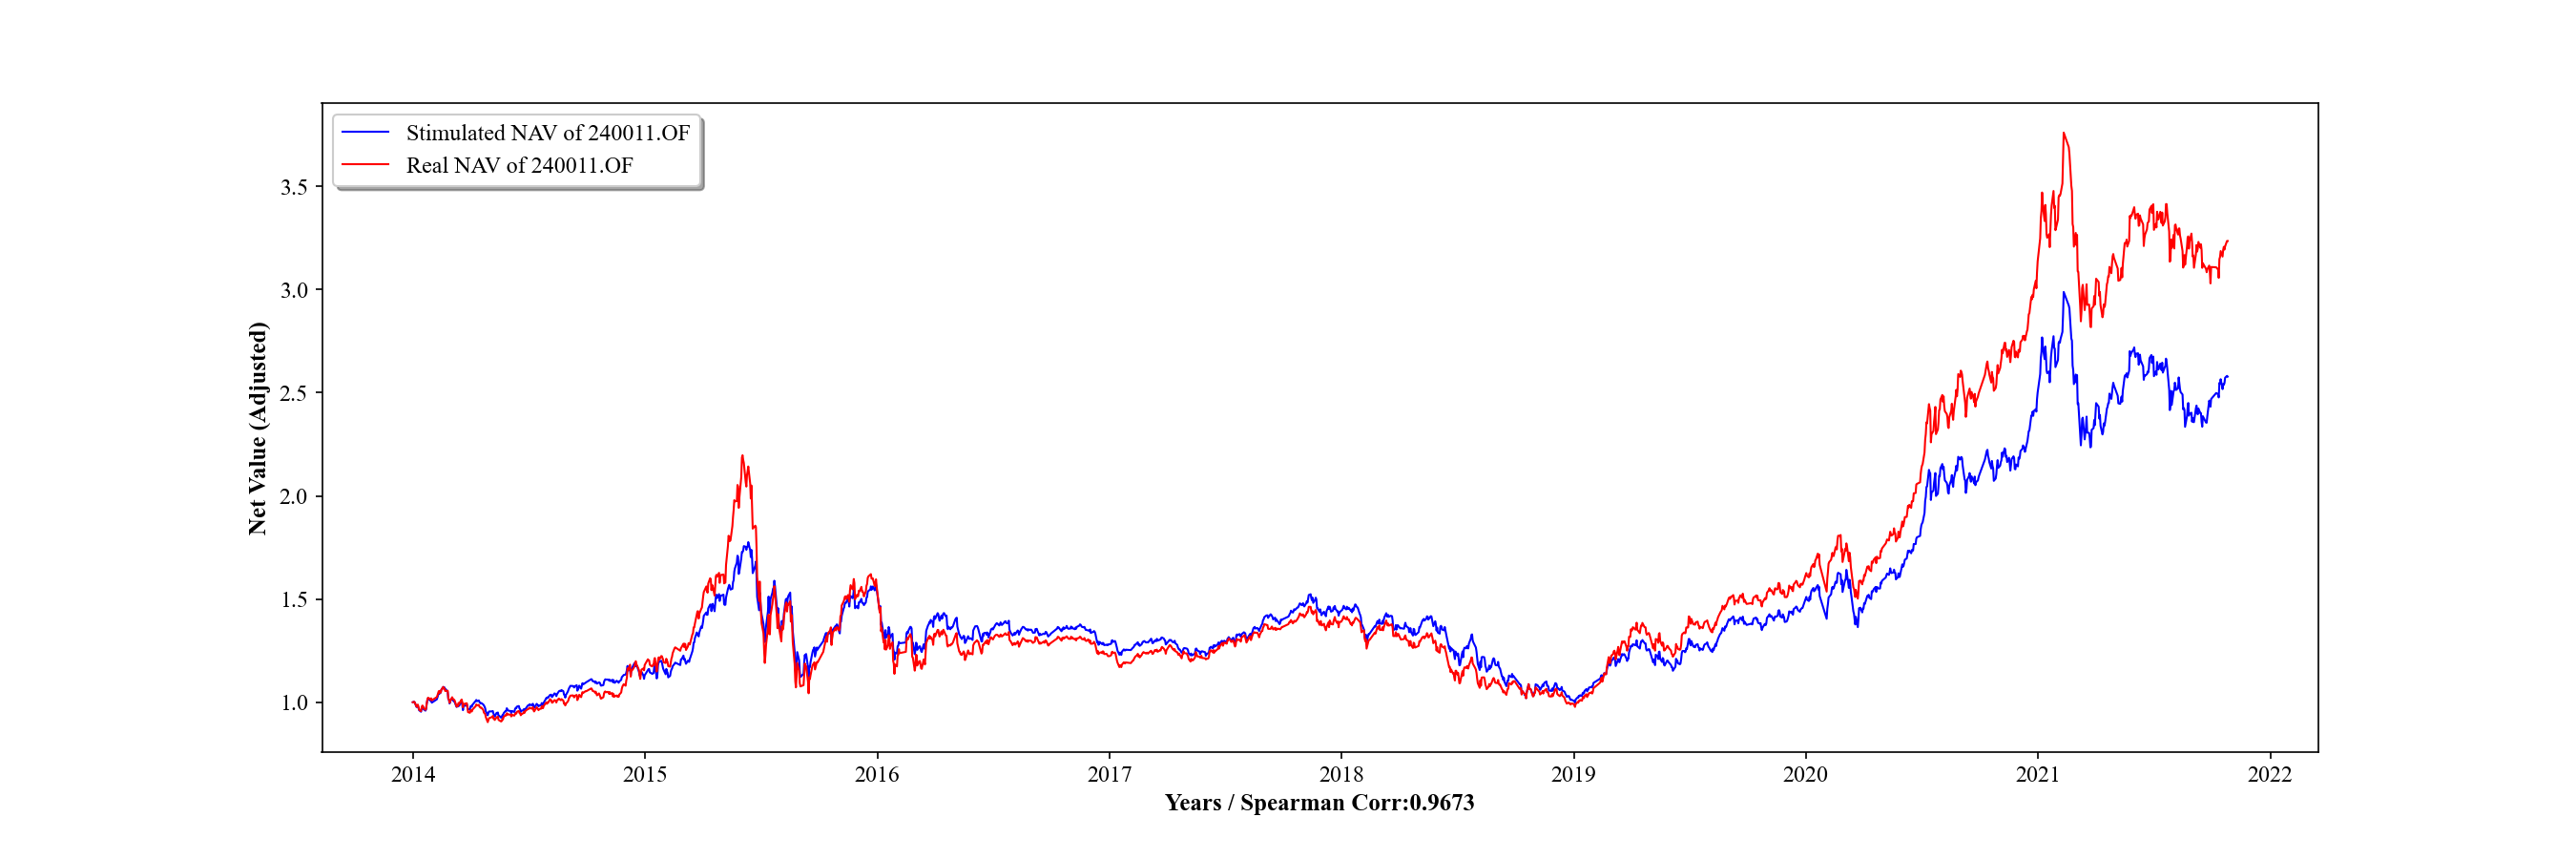 Stimulated NAV of 240011.OF
Real NAV of 240011.OF
Net Value (Adjusted)
3.5
3.0
2.5
2.0
1.5
1.0
2014 2015 2016 2017 2018 2019 2020 2021 2022
Years / Spearman Corr:0.9673